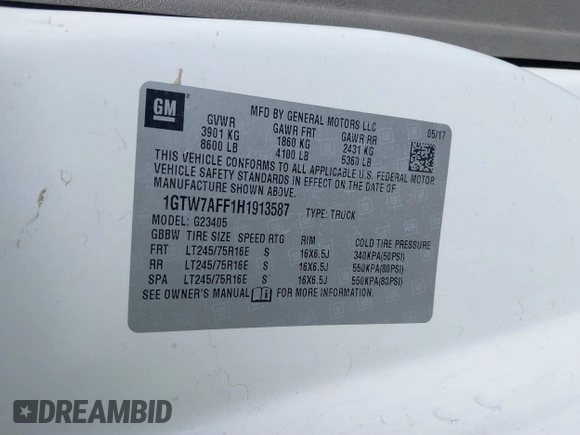 GM
MFD BY GENERAL MOTORS LLC 05/17
GVWR GAWR FRT GAWR RR
3901 KG 1860 KG 2431 KG
8600 LB 4100 LB 5360 LB
THIS VEHICLE CONFORMS TO ALL APPLICABLE U.S. FEDERAL MOTOR
VEHICLE SAFETY STANDARDS IN EFFECT ON THE DATE OF
MANUFACTURE SHOWN ABOVE.
1GTW7AFF1H1913587 TYPE: TRUCK
MODEL: G23405
GBBW TIRE SIZE SPEED RTG RIM COLD TIRE PRESSURE
FRT LT245/75R16E S 16X6.5J 340KPA(50PSI)
RR LT245/75R16E S 16X6.5J 550KPA(80PSI)
SPA LT245/75R16E S 16X6.5J 550KPA(80PSI)
SEE OWNER'S MANUAL FOR MORE INFORMATION.
DREAMBID